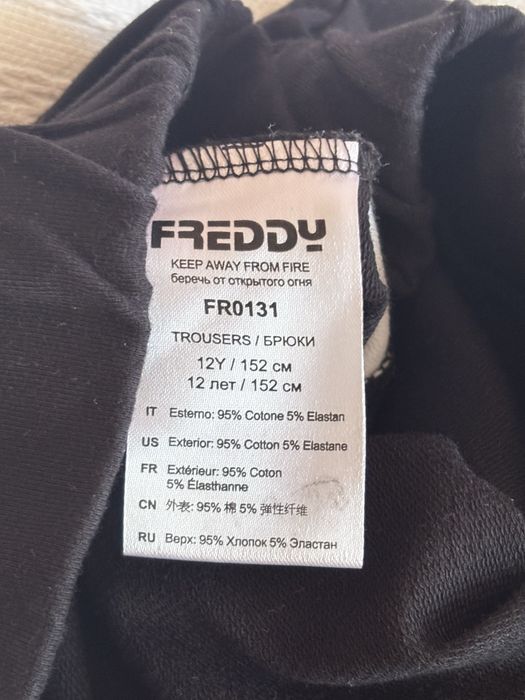 FREDDY
KEEP AWAY FROM FIRE
беречь от открытого огня
FR0131
TROUSERS / БРЮКИ
12Y / 152 см
12 лет / 152 см
IT Esterno: 95% Cotone 5% Elastan
US Exterior: 95% Cotton 5% Elastane
FR Extérieur: 95% Coton
5% Élasthanne
CN 外表: 95% 棉 5% 弹性纤维
RU Верх: 95% Хлопок 5% Эластан